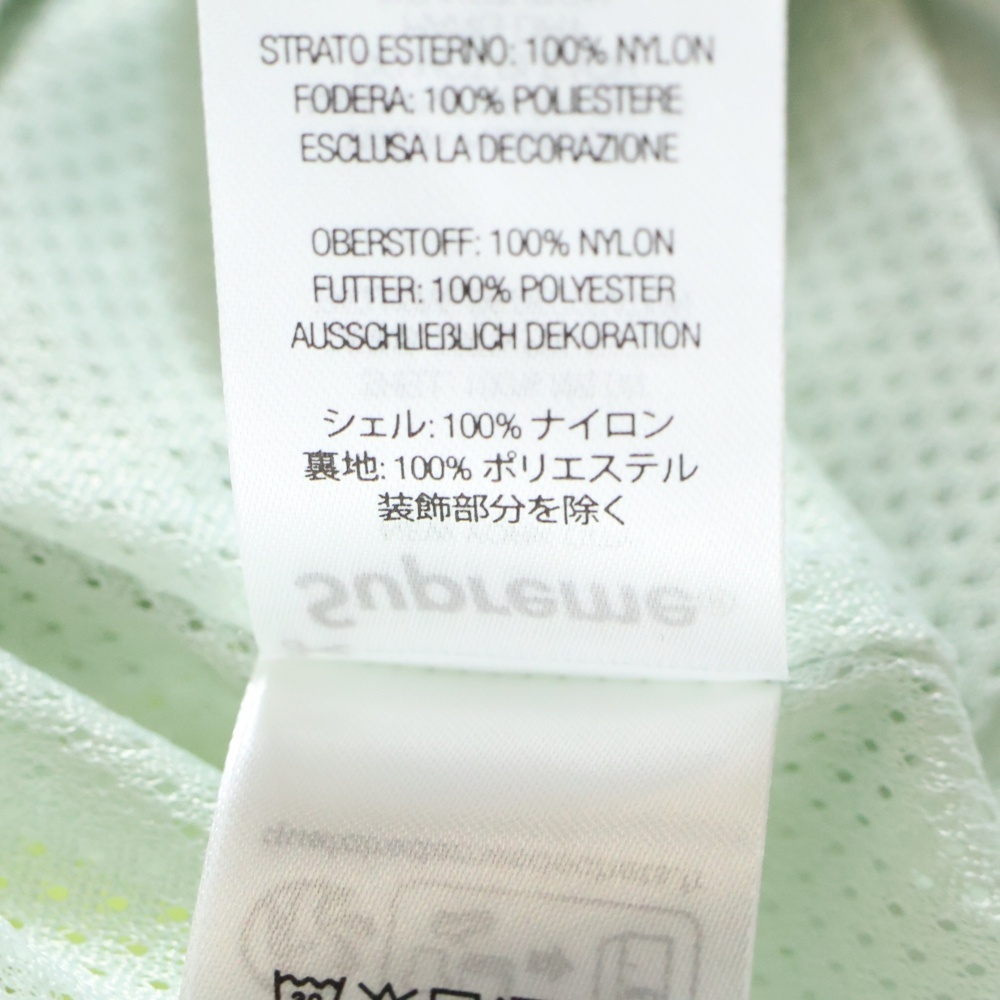 STRATO ESTERNO: 100% NYLON
FODERA: 100% POLIESTERE
ESCLUSA LA DECORAZIONE
OBERSTOFF: 100% NYLON
FUTTER: 100% POLYESTER
AUSSCHLIEßLICH DEKORATION
シェル: 100% ナイロン
裏地: 100% ポリエステル
装飾部分を除く
Supreme
30